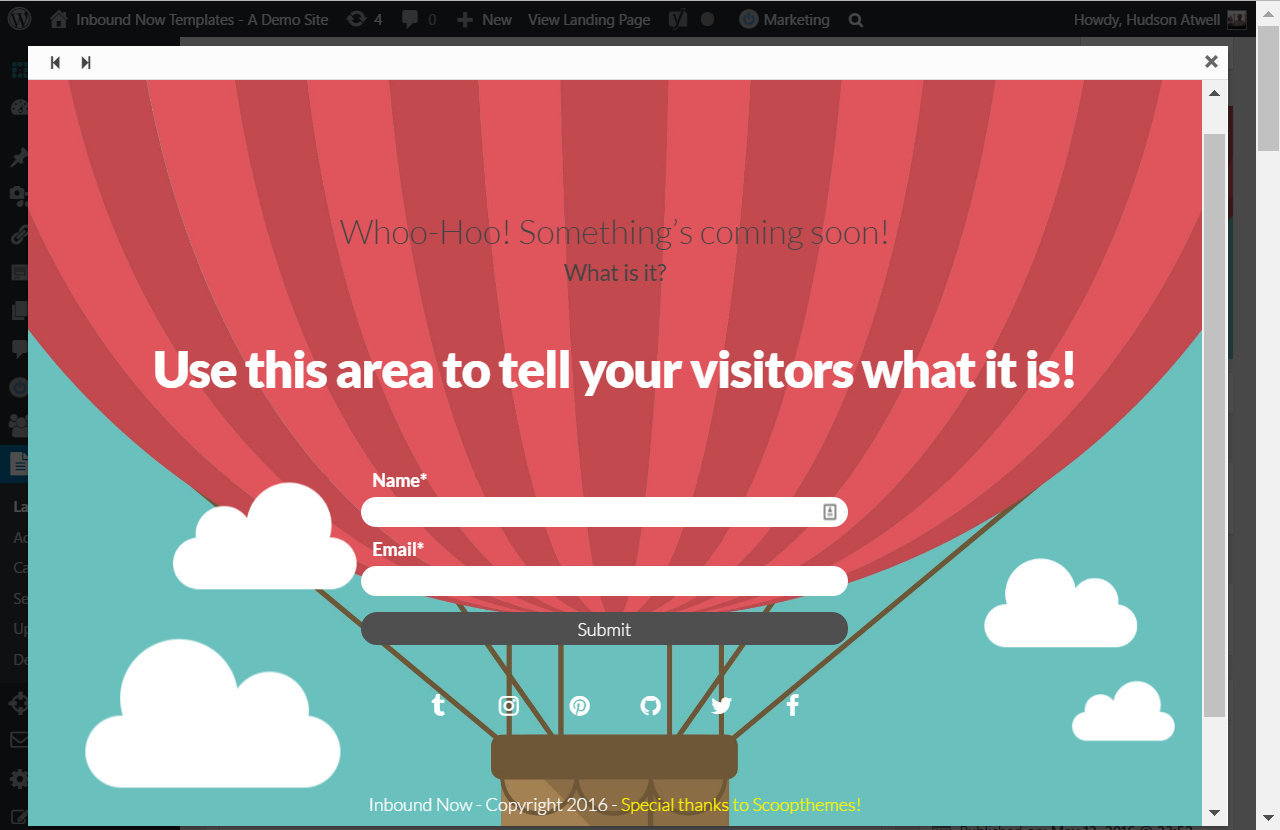 Inbound Now Templates - A Demo Site 4 0 New View Landing Page Marketing Howdy, Hudson Atwell
Whoo-Hoo! Something’s coming soon!
What is it?
Use this area to tell your visitors what it is!
Name*
Email*
Submit
Inbound Now - Copyright 2016 - Special thanks to Scoopthemes!